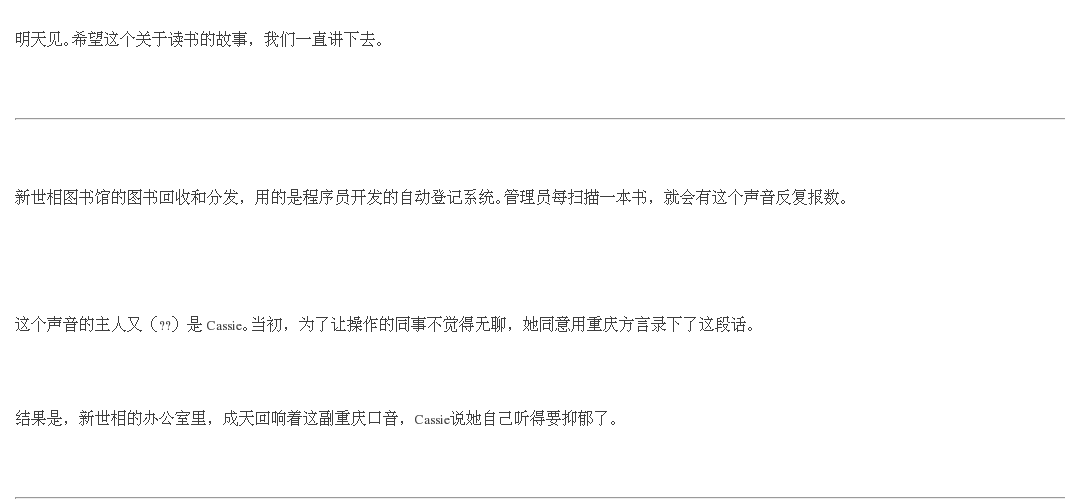 明天见。希望这个关于读书的故事，我们一直讲下去。
新世相图书馆的图书回收和分发，用的是程序员开发的自动登记系统。管理员每扫描一本书，就会有这个声音反复报数。
这个声音的主人又（??）是 Cassie。当初，为了让操作的同事不觉得无聊，她同意用重庆方言录下了这段话。
结果是，新世相的办公室里，成天回响着这副重庆口音，Cassie说她自己听得要抑郁了。